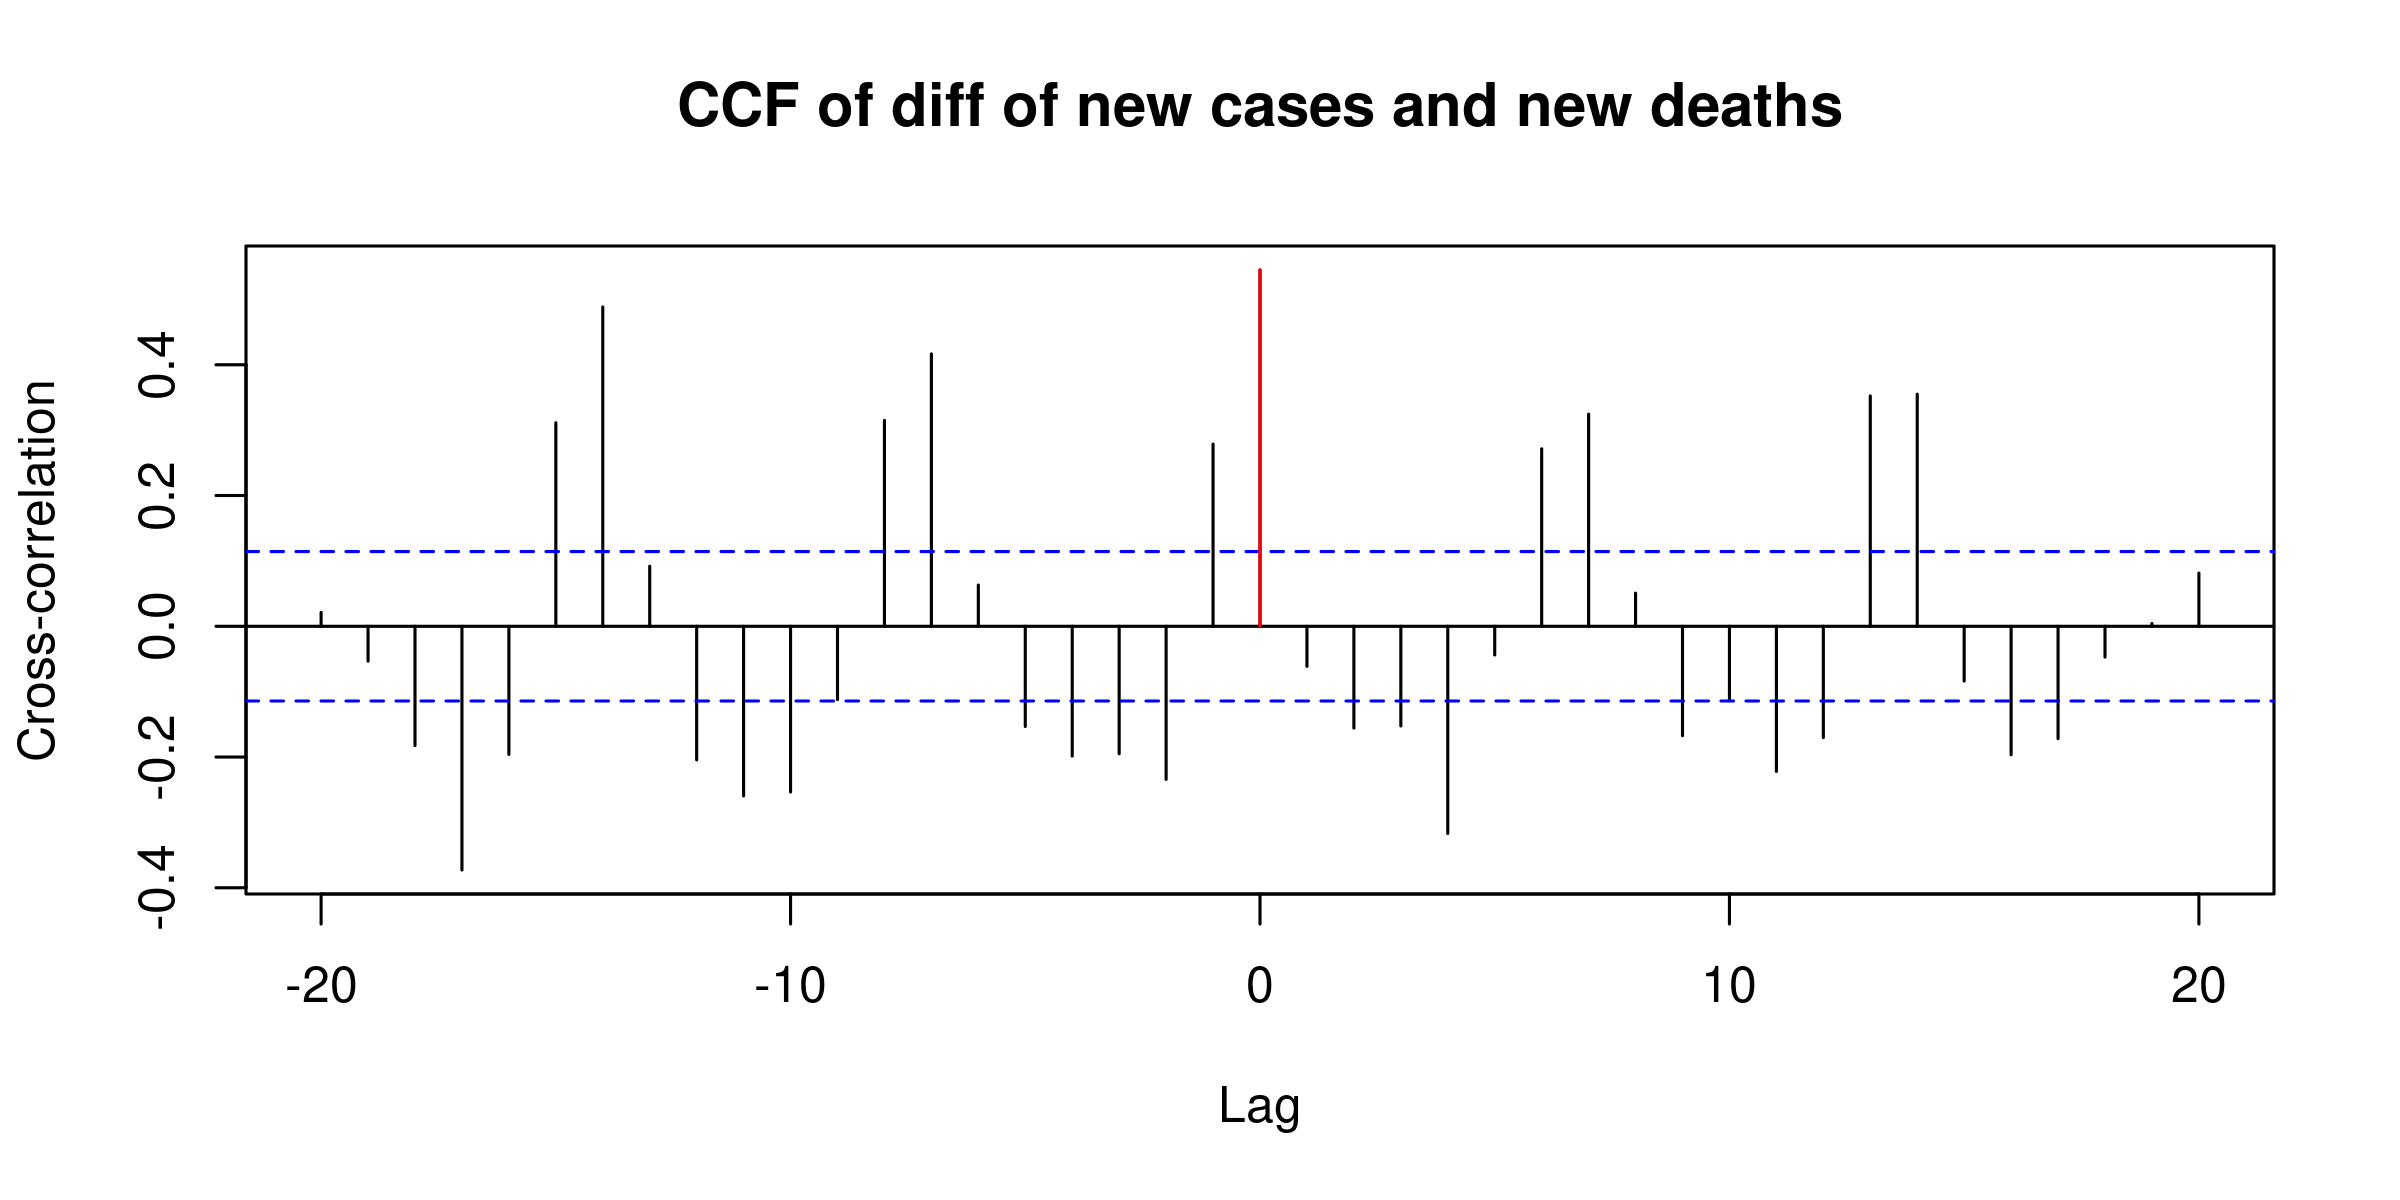 CCF of diff of new cases and new deaths
Cross-correlation
0.4
0.2
0.0
-0.2
-0.4
-20 -10 0 10 20
Lag